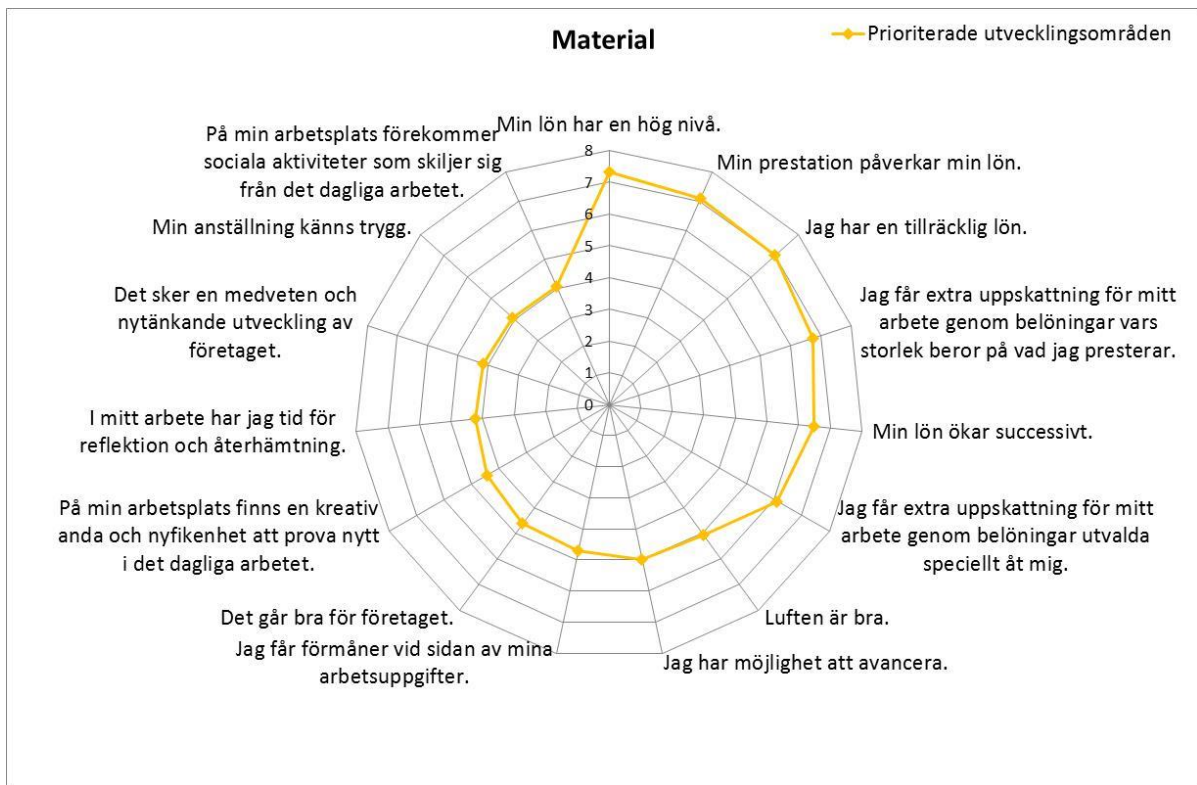 Material
Prioriterade utvecklingsområden
Min lön har en hög nivå.
Min prestation påverkar min lön.
Jag har en tillräcklig lön.
Jag får extra uppskattning för mitt
arbete genom belöningar vars
storlek beror på vad jag presterar.
Min lön ökar successivt.
Jag får extra uppskattning för mitt
arbete genom belöningar utvalda
speciellt åt mig.
Luften är bra.
Jag har möjlighet att avancera.
Jag får förmåner vid sidan av mina
arbetsuppgifter.
Det går bra för företaget.
På min arbetsplats finns en kreativ
anda och nyfikenhet att prova nytt
i det dagliga arbetet.
I mitt arbete har jag tid för
reflektion och återhämtning.
Det sker en medveten och
nytänkande utveckling av
företaget.
Min anställning känns trygg.
På min arbetsplats förekommer
sociala aktiviteter som skiljer sig
från det dagliga arbetet.
8
7
6
5
4
3
2
1
0